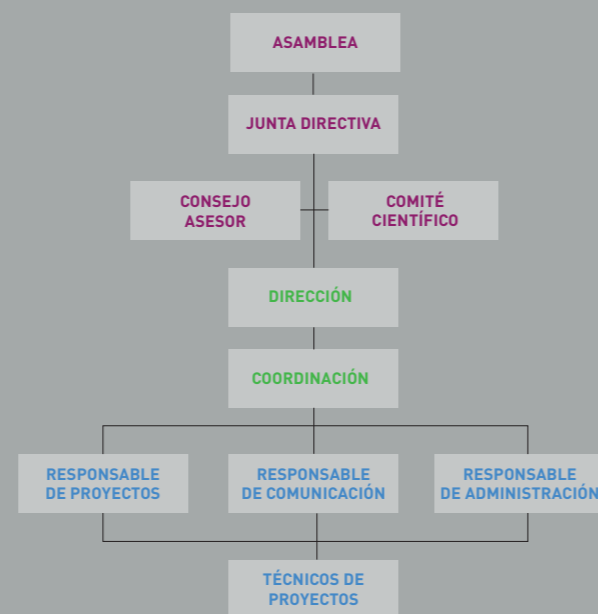 ASAMBLEA
JUNTA DIRECTIVA
CONSEJO
ASESOR
COMITÉ
CIENTÍFICO
DIRECCIÓN
COORDINACIÓN
RESPONSABLE
DE PROYECTOS
RESPONSABLE
DE COMUNICACIÓN
RESPONSABLE
DE ADMINISTRACIÓN
TÉCNICOS DE
PROYECTOS